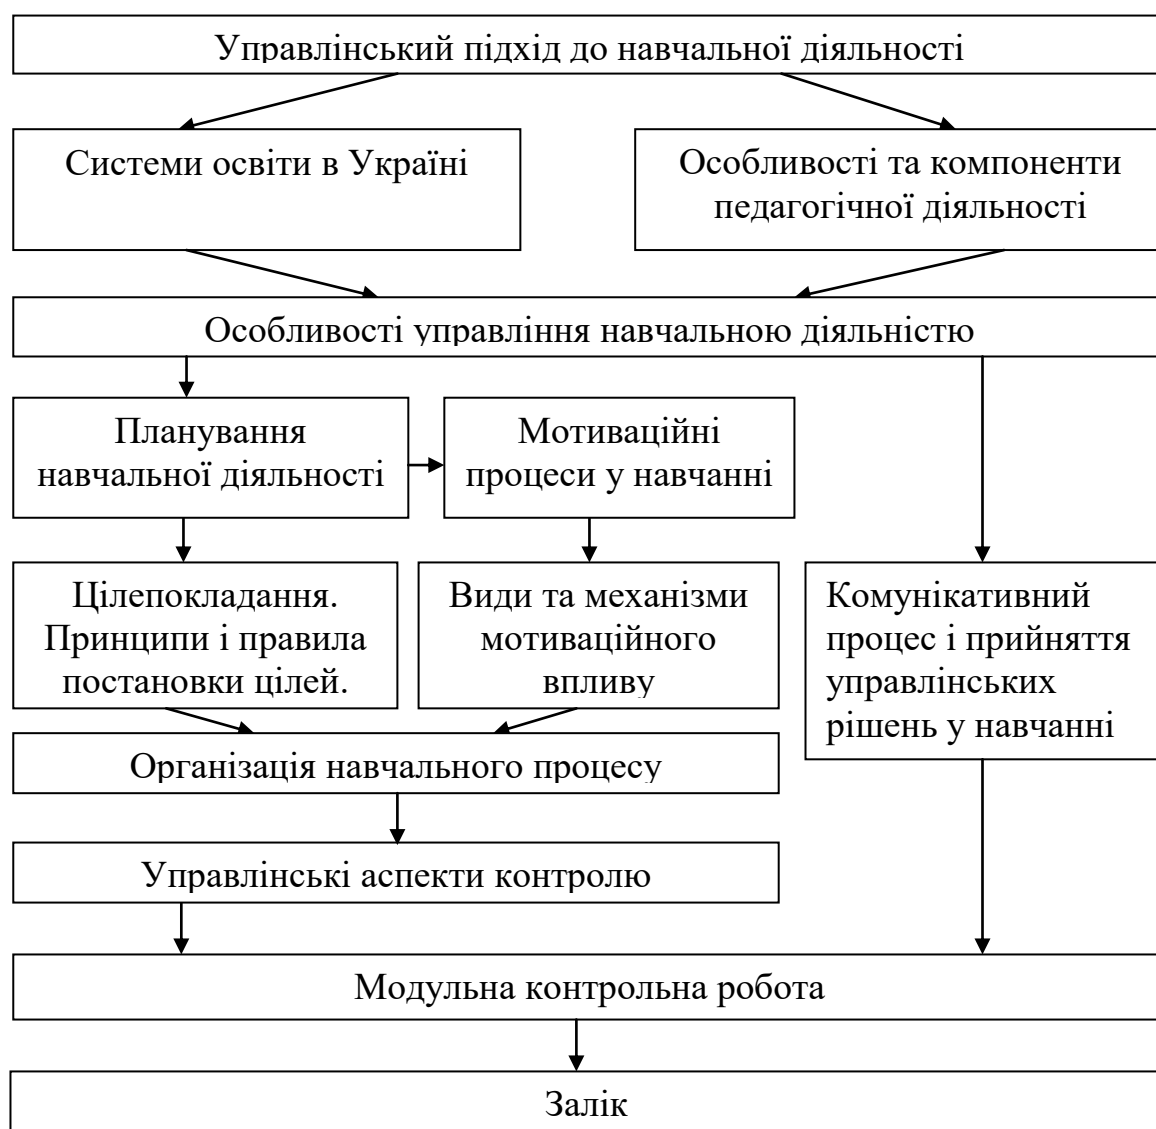 Управлінський підхід до навчальної діяльності
Системи освіти в Україні
Особливості та компоненти
педагогічної діяльності
Особливості управління навчальною діяльністю
Планування
навчальної діяльності
Мотиваційні
процеси у навчанні
Цілепокладання.
Принципи і правила
постановки цілей.
Види та механізми
мотиваційного
впливу
Комунікативний
процес і прийняття
управлінських
рішень у навчанні
Організація навчального процесу
Управлінські аспекти контролю
Модульна контрольна робота
Залік